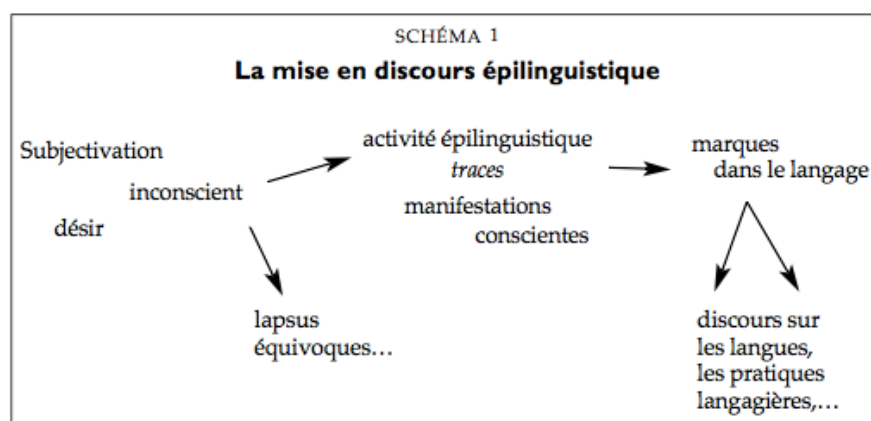 SCHÉMA 1
La mise en discours épilinguistique
Subjectivation
inconscient
désir
activité épilinguistique
traces
manifestations
conscientes
marques
dans le langage
lapsus
équivoques…
discours sur
les langues,
les pratiques
langagières,…